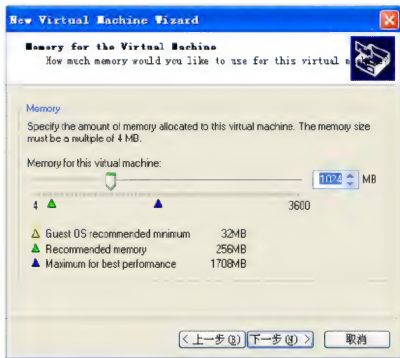 New Virtual Machine Wizard
Memory for the Virtual Machine
How much memory would you like to use for this virtual
Memory
Specify the amount of memory allocated to this virtual machine. The memory size
must be a multiple of 4 MB.
Memory for this virtual machine:
1024 MB
4 3600
Guest OS recommended minimum 32MB
Recommended memory 256MB
Maximum for best performance 1708MB
<上一步(B) 下一步(N)> 取消